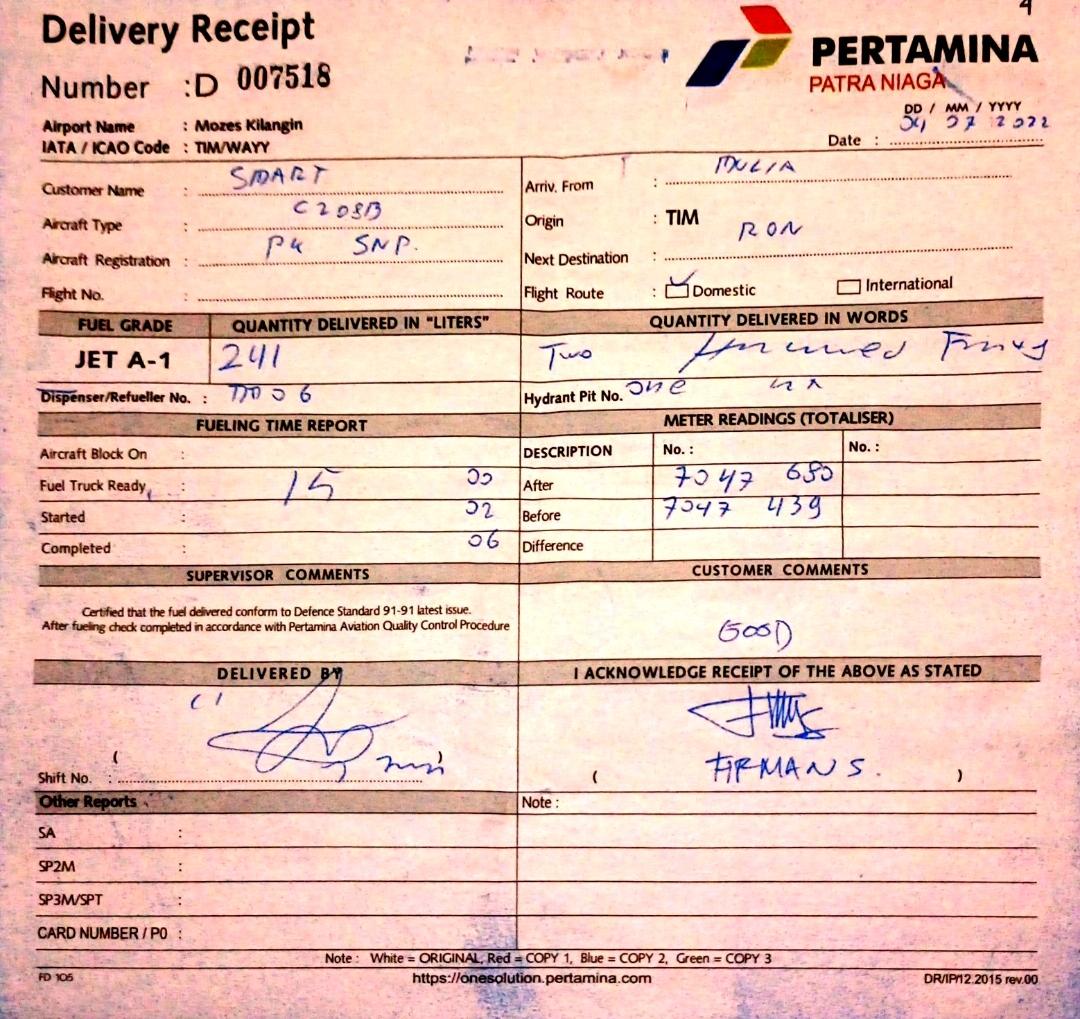 4
Delivery Receipt
PERTAMINA
PATRA NIAGA
Number :D 007518
DD / MM / YYYY
Airport Name : Mozes Kilangin
Date : 07 2022
IATA / ICAO Code : TIM/WAYY
Customer Name : SMART
Arriv. From : MULIA
Aircraft Type : C208B
Origin : TIM
Aircraft Registration : PK SNP.
Next Destination : RON
Flight No. :
Flight Route : Domestic International
FUEL GRADE QUANTITY DELIVERED IN "LITERS" QUANTITY DELIVERED IN WORDS
JET A-1 241 Two
Dispenser/Refueller No. :
Hydrant Pit No. one
FUELING TIME REPORT METER READINGS (TOTALISER)
Aircraft Block On :
DESCRIPTION No. : No. :
Fuel Truck Ready : 15 00
After 7047 680
Started : 02
Before 7047 439
Completed : 06
Difference
SUPERVISOR COMMENTS CUSTOMER COMMENTS
Certified that the fuel delivered conform to Defence Standard 91-91 latest issue.
After fueling check completed in accordance with Pertamina Aviation Quality Control Procedure
GOOD
DELIVERED BY I ACKNOWLEDGE RECEIPT OF THE ABOVE AS STATED
( )
Shift No. :
( FIRMAN S. )
Other Reports Note :
SA :
SP2M :
SP3M/SPT :
CARD NUMBER / PO :
Note : White = ORIGINAL, Red = COPY 1, Blue = COPY 2, Green = COPY 3
FD 105 https://onesolution.pertamina.com DR/IP/12.2015 rev.00